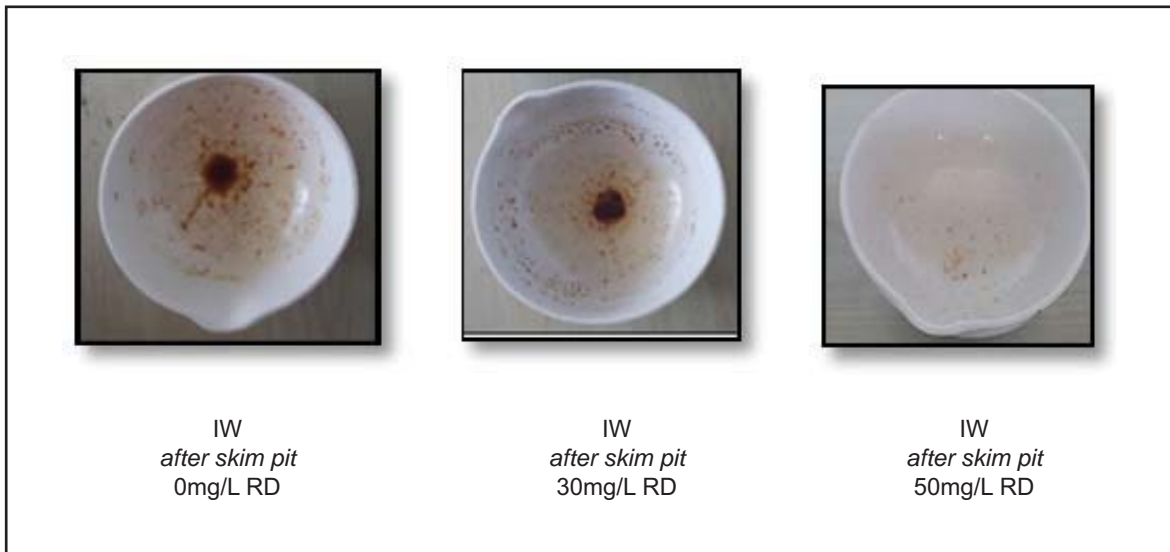 IW
after skim pit
0mg/L RD
IW
after skim pit
30mg/L RD
IW
after skim pit
50mg/L RD